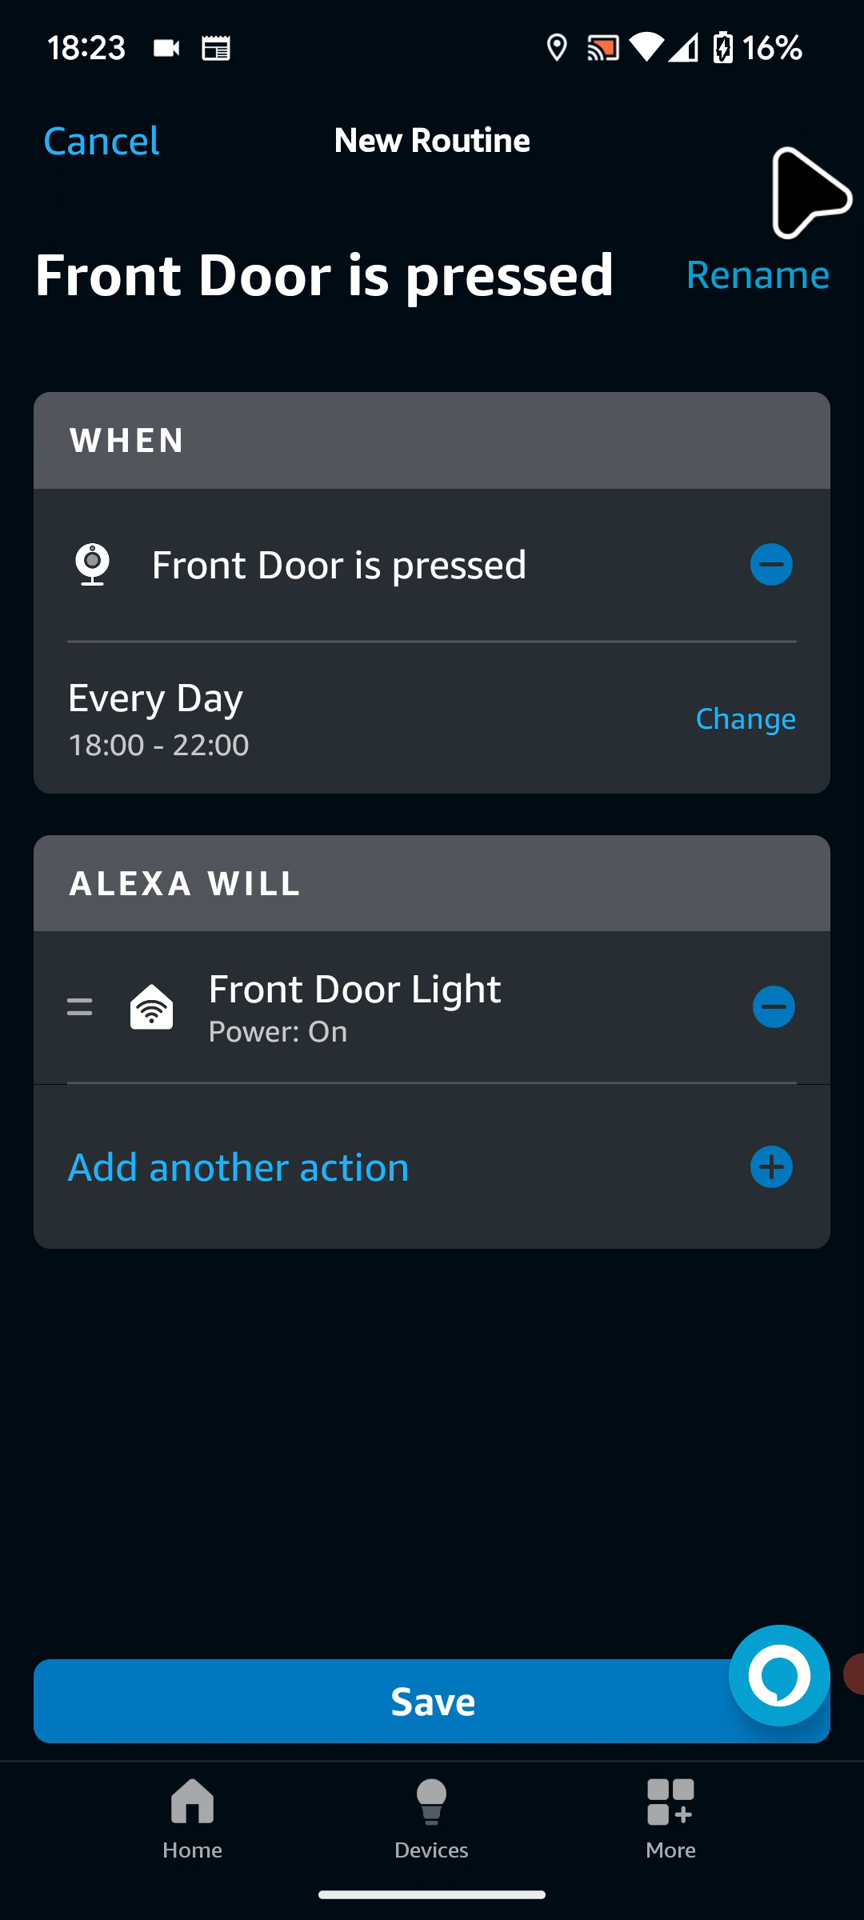 18:23 16%
Cancel New Routine
Front Door is pressed Rename
WHEN
Front Door is pressed
Every Day
18:00 - 22:00
Change
ALEXA WILL
Front Door Light
Power: On
Add another action
Save
Home Devices More